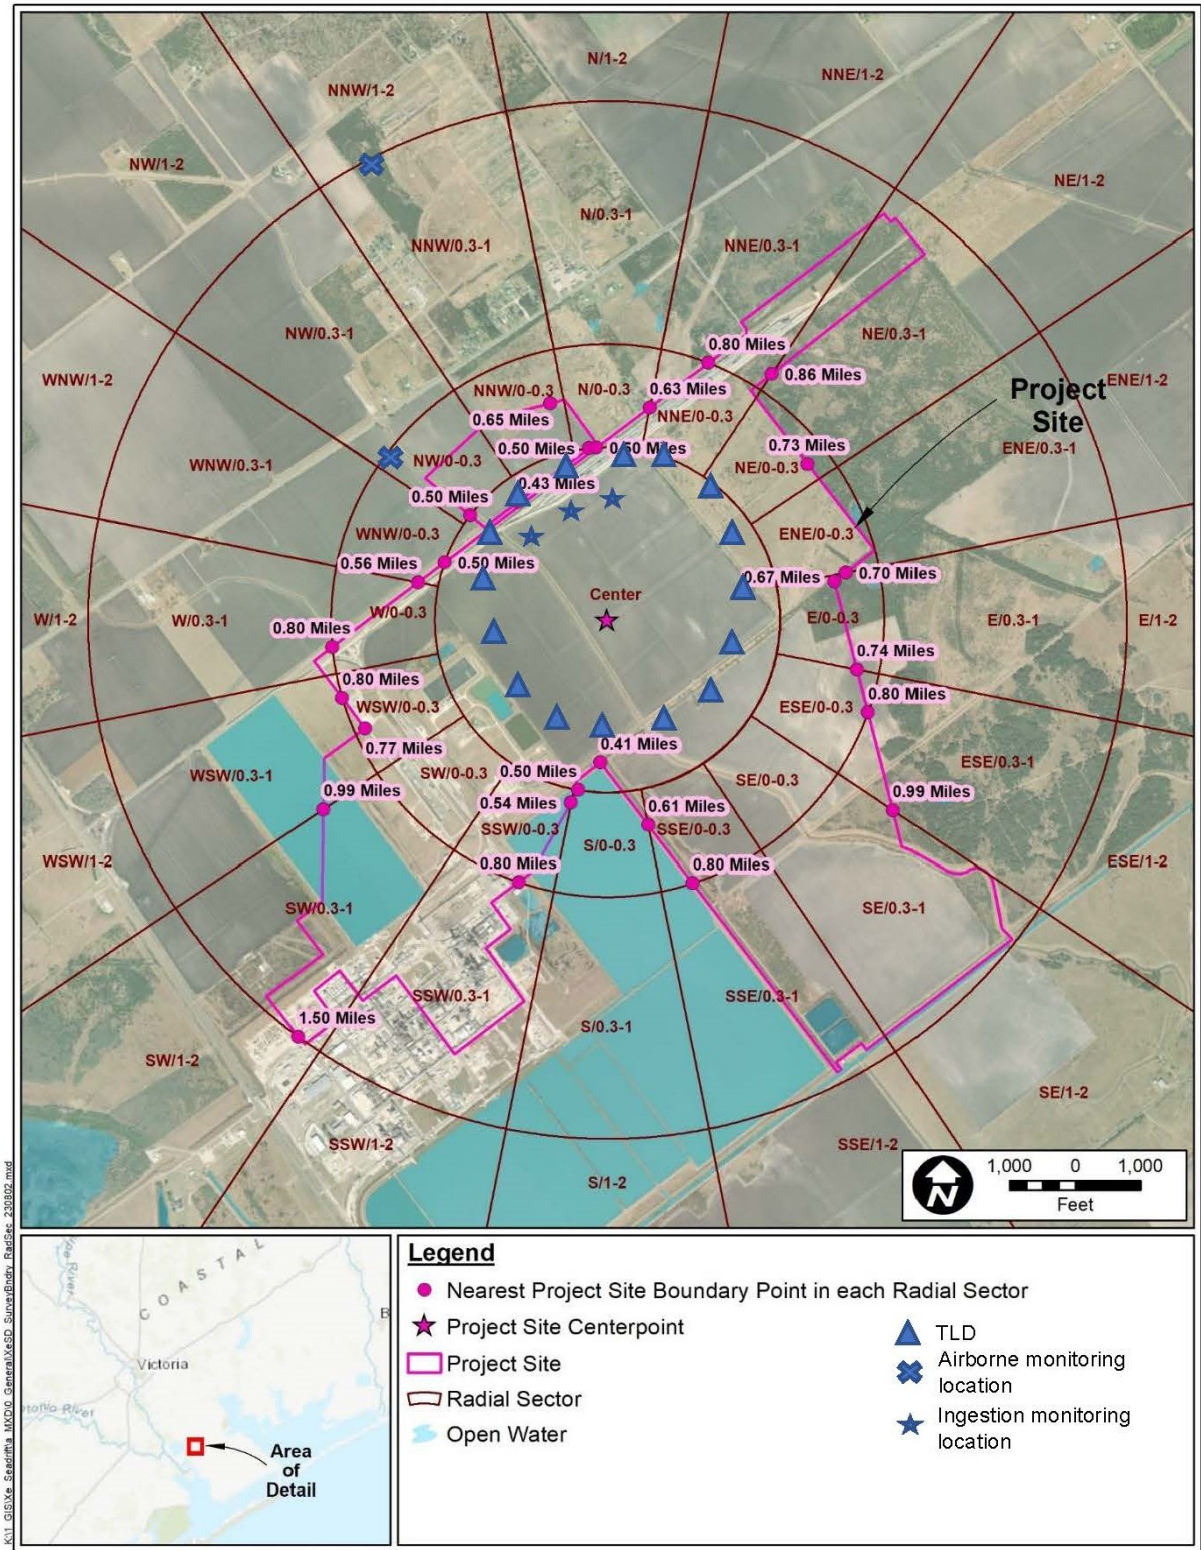 N/1-2
NNE/1-2
NNW/1-2
NW/1-2
NE/1-2
N/0.3-1
NNW/0.3-1
NNE/0.3-1
NW/0.3-1
NE/0.3-1
0.80 Miles
WNW/1-2
0.86 Miles
ENE/1-2
NNW/0-0.3
N/0-0.3
0.63 Miles
Project
Site
NNE/0-0.3
0.65 Miles
0.50 Miles
0.50 Miles
0.73 Miles
ENE/0.3-1
WNW/0.3-1
NW/0-0.3
NE/0-0.3
0.43 Miles
0.50 Miles
WNW/0-0.3
ENE/0-0.3
0.56 Miles
0.50 Miles
0.67 Miles
0.70 Miles
Center
W/1-2
W/0.3-1
W/0-0.3
E/0-0.3
E/0.3-1
E/1-2
0.80 Miles
0.74 Miles
0.80 Miles
0.80 Miles
WSW/0-0.3
ESE/0-0.3
0.77 Miles
0.41 Miles
WSW/0.3-1
SW/0-0.3
0.50 Miles
SE/0-0.3
ESE/0.3-1
0.99 Miles
0.54 Miles
0.61 Miles
0.99 Miles
SSW/0-0.3
SSE/0-0.3
S/0-0.3
WSW/1-2
0.80 Miles
0.80 Miles
ESE/1-2
SW/0.3-1
SE/0.3-1
SSW/0.3-1
SSE/0.3-1
1.50 Miles
S/0.3-1
SW/1-2
SE/1-2
SSW/1-2
SSE/1-2
S/1-2
N
1,000 0 1,000
Feet
COASTAL
Victoria
River
B
Area
of
Detail
Legend
Nearest Project Site Boundary Point in each Radial Sector
Project Site Centerpoint
Project Site
Radial Sector
Open Water
TLD
Airborne monitoring
location
Ingestion monitoring
location